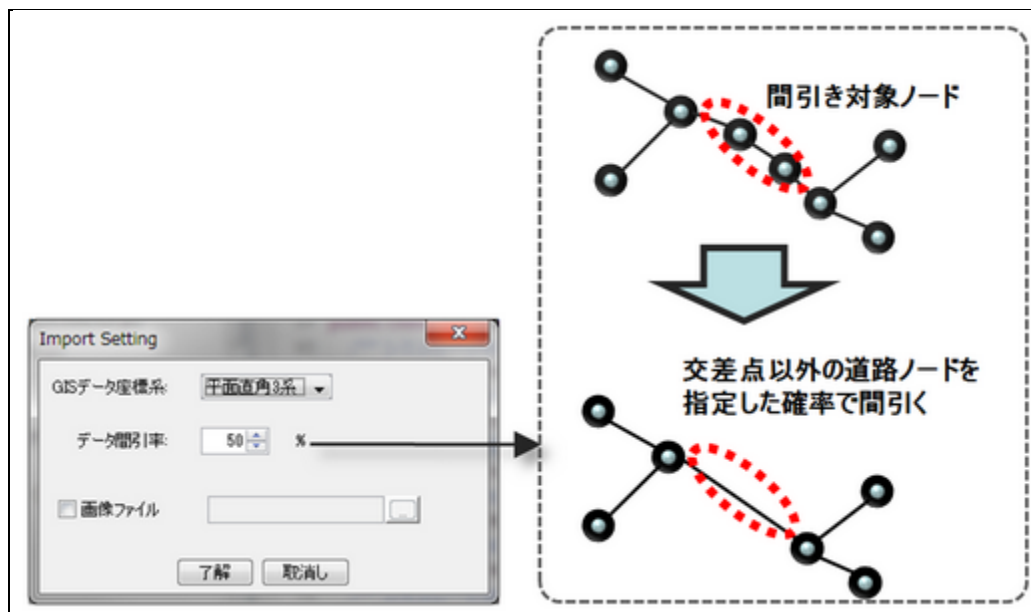 間引き対象ノード
Import Setting
GISデータ座標系:
平面直角3系
データ間引率:
50
%
画像ファイル
...
了解
取消し
交差点以外の道路ノードを
指定した確率で間引く